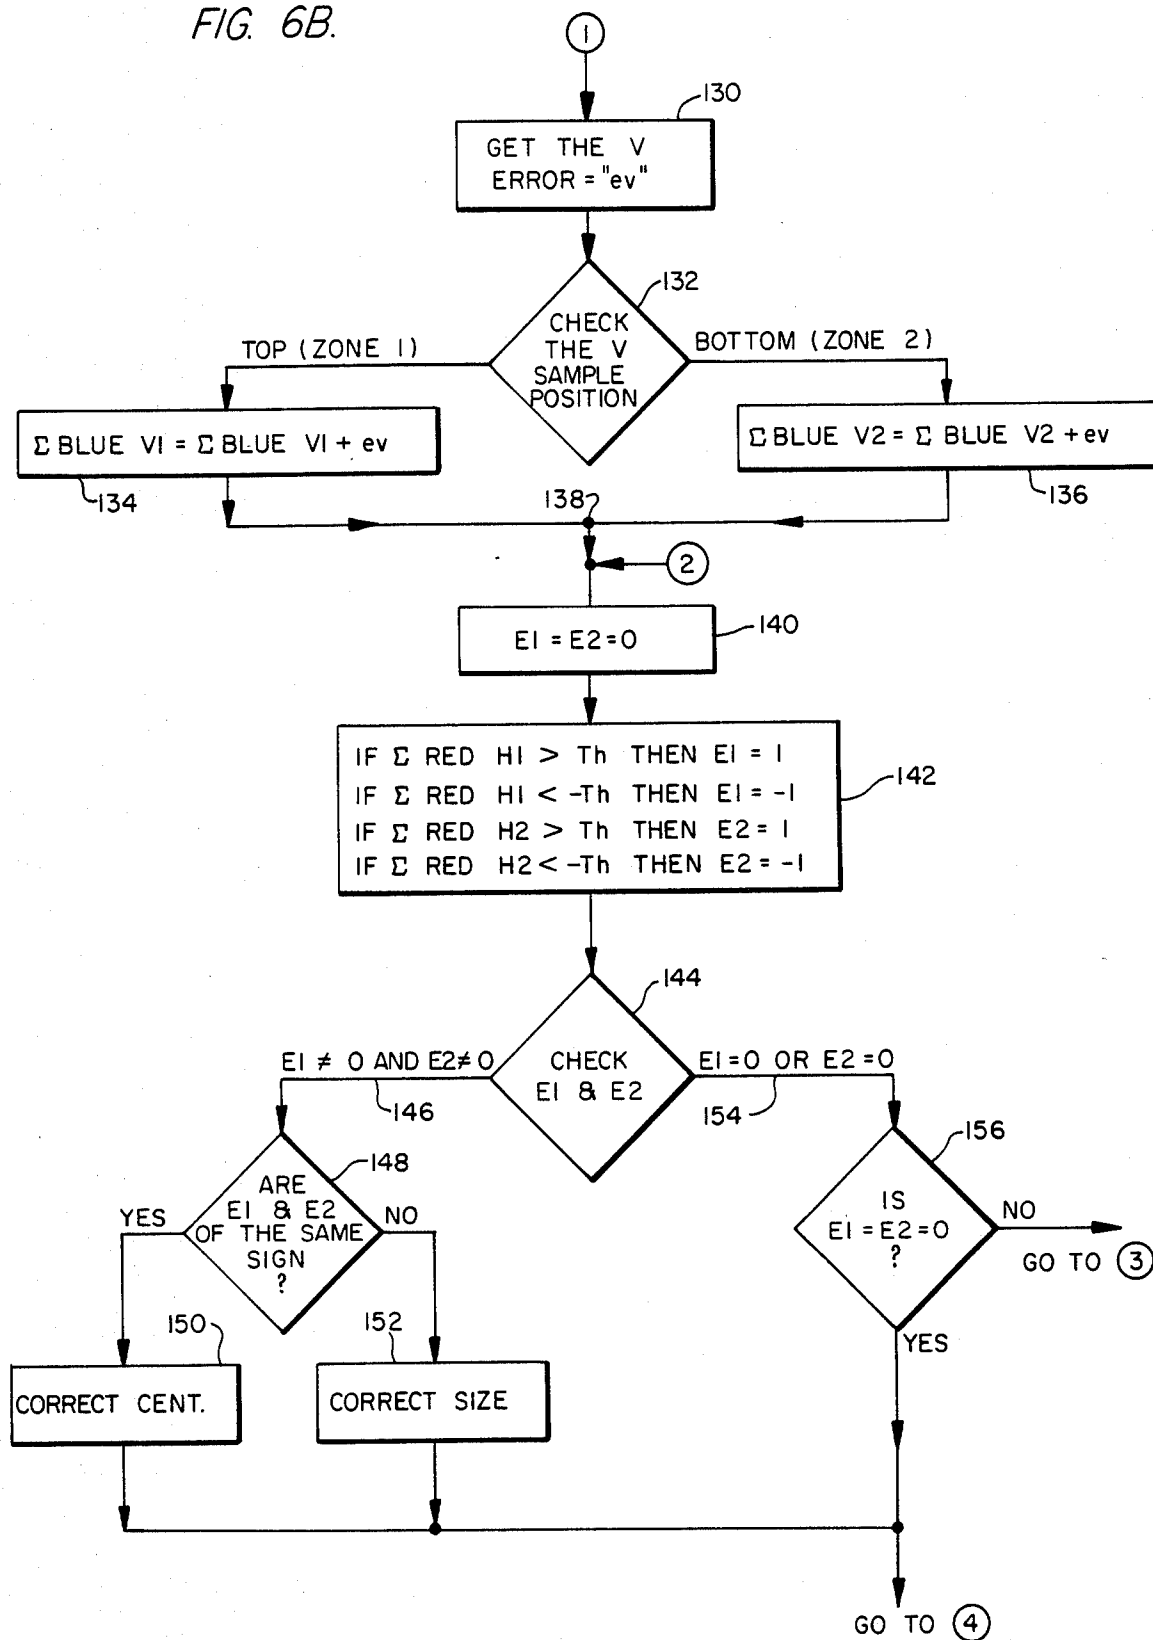 FIG. 6B.
1
130
GET THE V
ERROR = "ev"
132
CHECK
THE V
SAMPLE
POSITION
TOP (ZONE 1)
BOTTOM (ZONE 2)
Σ BLUE V1 = Σ BLUE V1 + ev
134
Σ BLUE V2 = Σ BLUE V2 + ev
136
138
2
E1 = E2 = 0
140
IF Σ RED H1 > Th THEN E1 = 1
IF Σ RED H1 < -Th THEN E1 = -1
IF Σ RED H2 > Th THEN E2 = 1
IF Σ RED H2 < -Th THEN E2 = -1
142
144
CHECK
E1 & E2
E1 ≠ 0 AND E2 ≠ 0
146
E1 = 0 OR E2 = 0
154
148
ARE
E1 & E2
OF THE SAME
SIGN
?
YES
NO
156
IS
E1 = E2 = 0
?
NO
GO TO 3
YES
150
CORRECT CENT.
152
CORRECT SIZE
GO TO 4